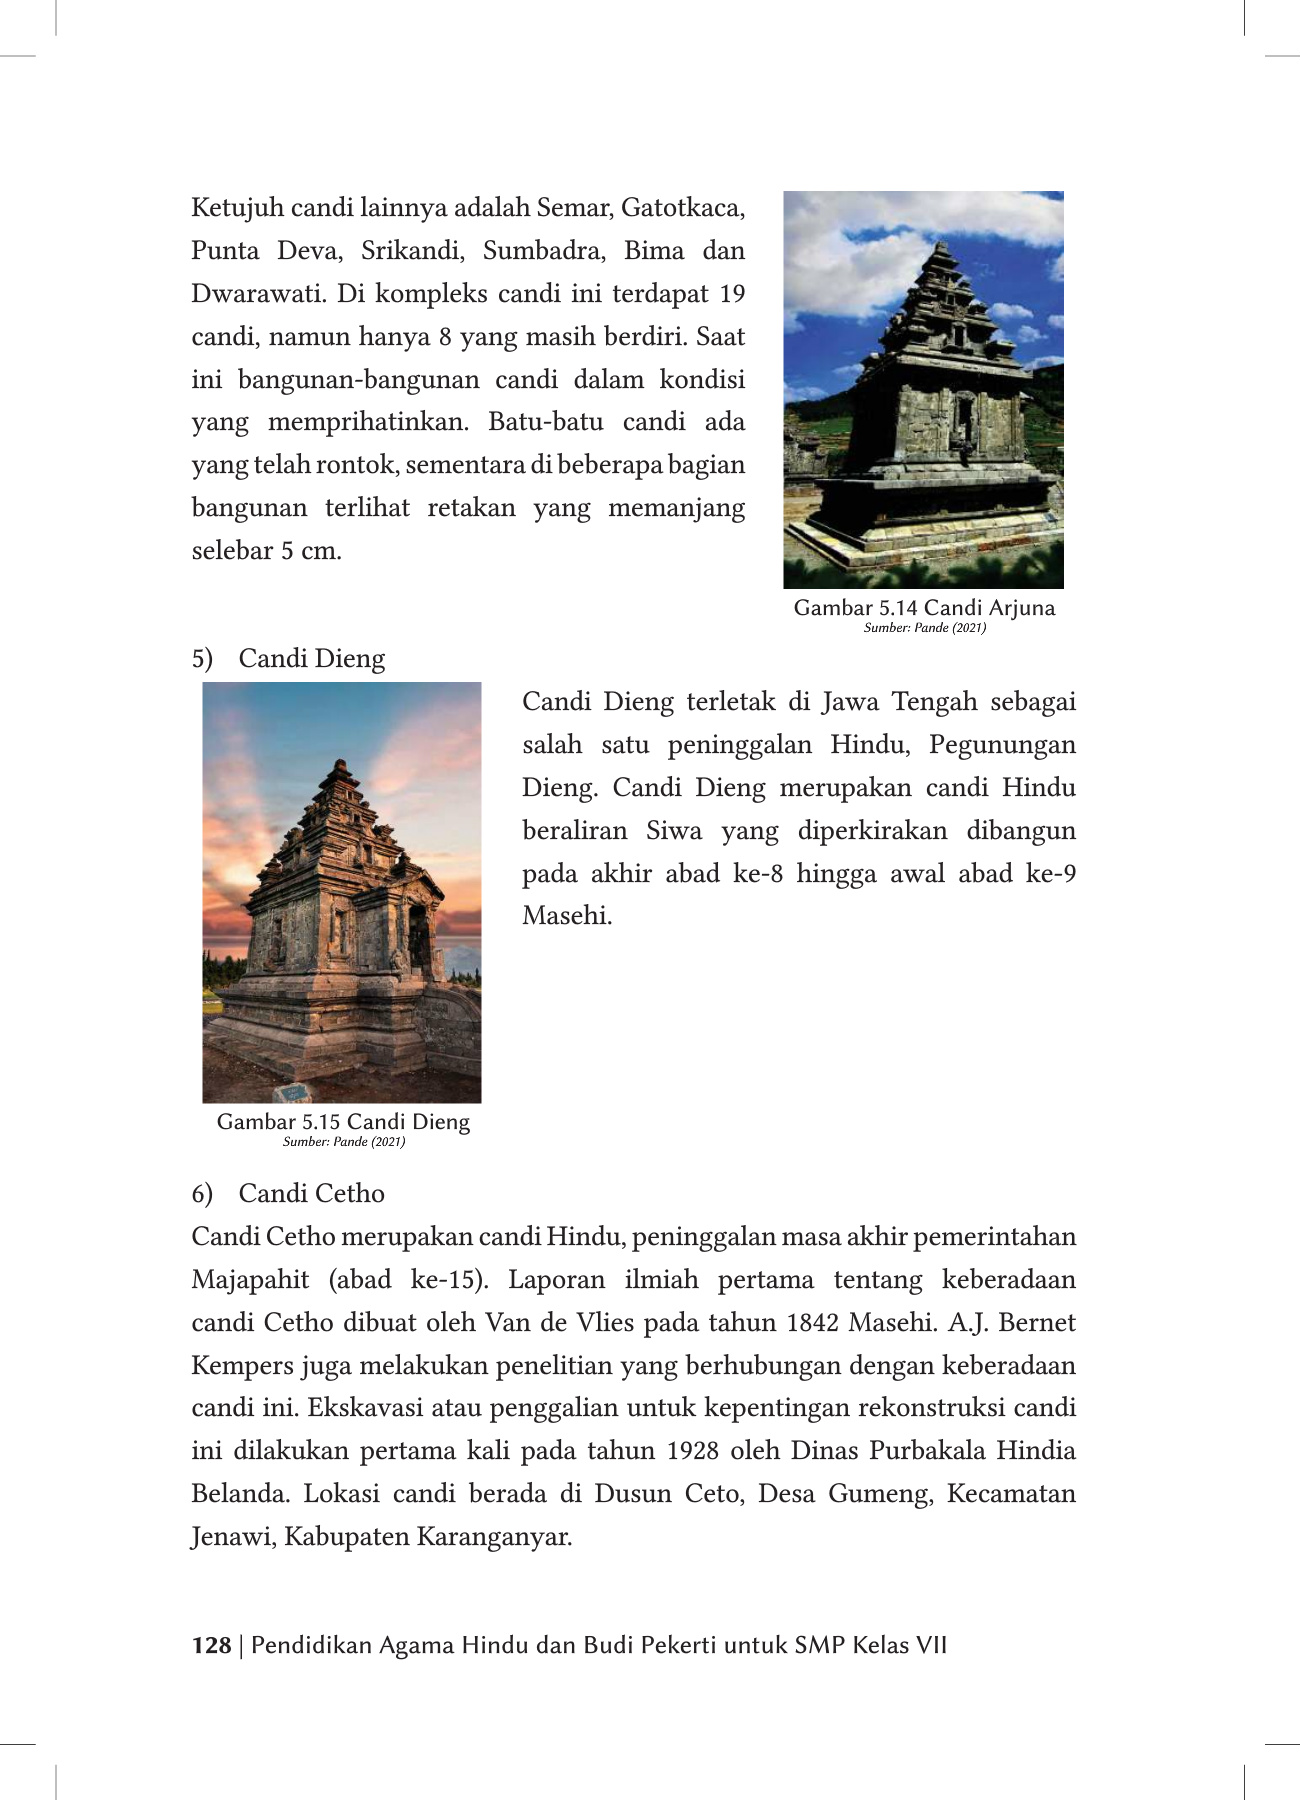 Ketujuh candi lainnya adalah Semar, Gatotkaca,
Punta Deva, Srikandi, Sumbadra, Bima dan
Dwarawati. Di kompleks candi ini terdapat 19
candi, namun hanya 8 yang masih berdiri. Saat
ini bangunan-bangunan candi dalam kondisi
yang memprihatinkan. Batu-batu candi ada
yang telah rontok, sementara di beberapa bagian
bangunan terlihat retakan yang memanjang
selebar 5 cm.
Gambar 5.14 Candi Arjuna
Sumber: Pande (2021)
5) Candi Dieng
Candi Dieng terletak di Jawa Tengah sebagai
salah satu peninggalan Hindu, Pegunungan
Dieng. Candi Dieng merupakan candi Hindu
beraliran Siwa yang diperkirakan dibangun
pada akhir abad ke-8 hingga awal abad ke-9
Masehi.
Gambar 5.15 Candi Dieng
Sumber: Pande (2021)
6) Candi Cetho
Candi Cetho merupakan candi Hindu, peninggalan masa akhir pemerintahan
Majapahit (abad ke-15). Laporan ilmiah pertama tentang keberadaan
candi Cetho dibuat oleh Van de Vlies pada tahun 1842 Masehi. A.J. Bernet
Kempers juga melakukan penelitian yang berhubungan dengan keberadaan
candi ini. Ekskavasi atau penggalian untuk kepentingan rekonstruksi candi
ini dilakukan pertama kali pada tahun 1928 oleh Dinas Purbakala Hindia
Belanda. Lokasi candi berada di Dusun Ceto, Desa Gumeng, Kecamatan
Jenawi, Kabupaten Karanganyar.
128 | Pendidikan Agama Hindu dan Budi Pekerti untuk SMP Kelas VII